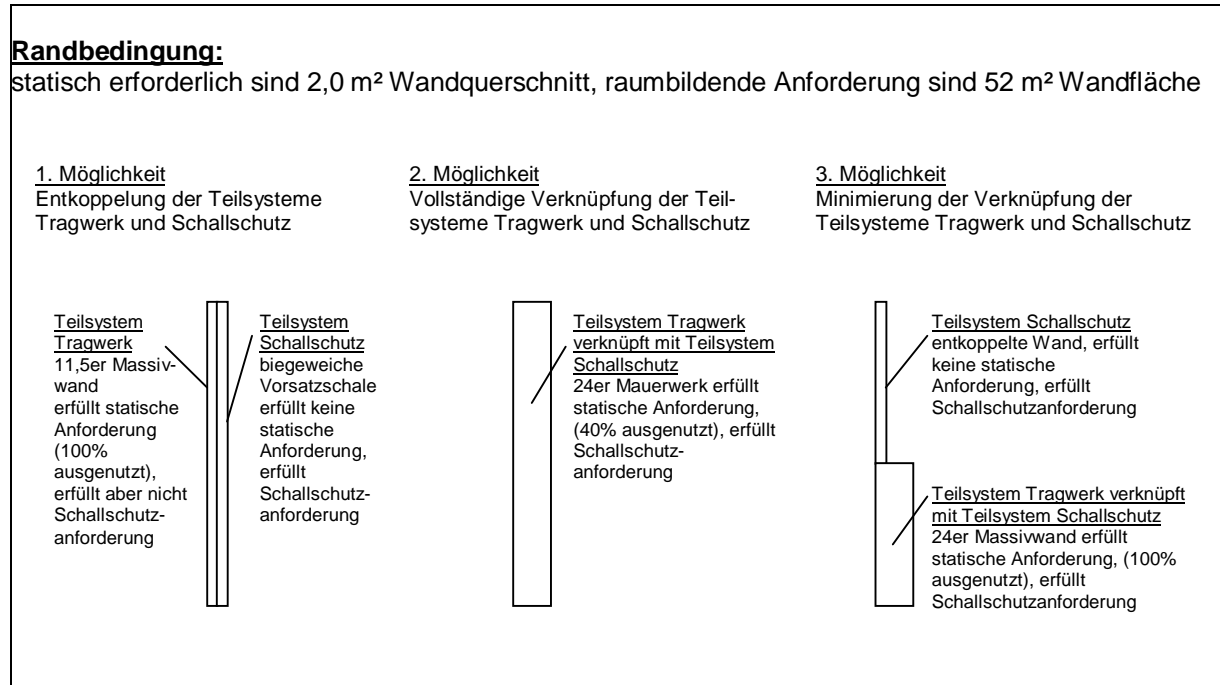 Randbedingung:
statisch erforderlich sind 2,0 m² Wandquerschnitt, raumbildende Anforderung sind 52 m² Wandfläche
1. Möglichkeit
Entkoppelung der Teilsysteme
Tragwerk und Schallschutz
2. Möglichkeit
Vollständige Verknüpfung der Teil-
systeme Tragwerk und Schallschutz
3. Möglichkeit
Minimierung der Verknüpfung der
Teilsysteme Tragwerk und Schallschutz
Teilsystem
Tragwerk
11,5er Massiv-
wand
erfüllt statische
Anforderung
(100%
ausgenutzt),
erfüllt aber nicht
Schallschutz-
anforderung
Teilsystem
Schallschutz
biegeweiche
Vorsatzschale
erfüllt keine
statische
Anforderung,
erfüllt
Schallschutz-
anforderung
Teilsystem Tragwerk
verknüpft mit Teilsystem
Schallschutz
24er Mauerwerk erfüllt
statische Anforderung,
(40% ausgenutzt), erfüllt
Schallschutz-
anforderung
Teilsystem Schallschutz
entkoppelte Wand, erfüllt
keine statische
Anforderung, erfüllt
Schallschutzanforderung
Teilsystem Tragwerk verknüpft
mit Teilsystem Schallschutz
24er Massivwand erfüllt
statische Anforderung, (100%
ausgenutzt), erfüllt
Schallschutzanforderung